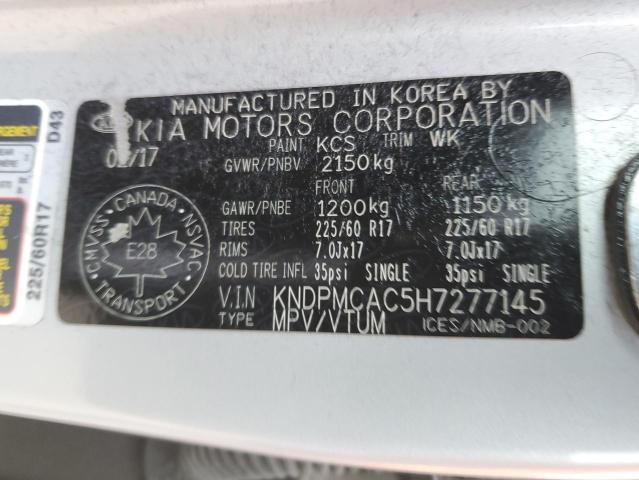 MANUFACTURED IN KOREA BY
KIA MOTORS CORPORATION
/17 PAINT KCS TRIM WK
GVWR/PNBV 2150kg
FRONT REAR
GAWR/PNBE 1200kg 1150kg
TIRES 225/60 R17 225/60 R17
RIMS 7.0Jx17 7.0Jx17
COLD TIRE INFL 35psi SINGLE 35psi SINGLE
V.I.N KNDPMCAC5H7277145
TYPE MPV/VTUM ICES/NMB-002
CANADA
CMVSS NSVAC
E28
TRANSPORT
D43
225/60R17